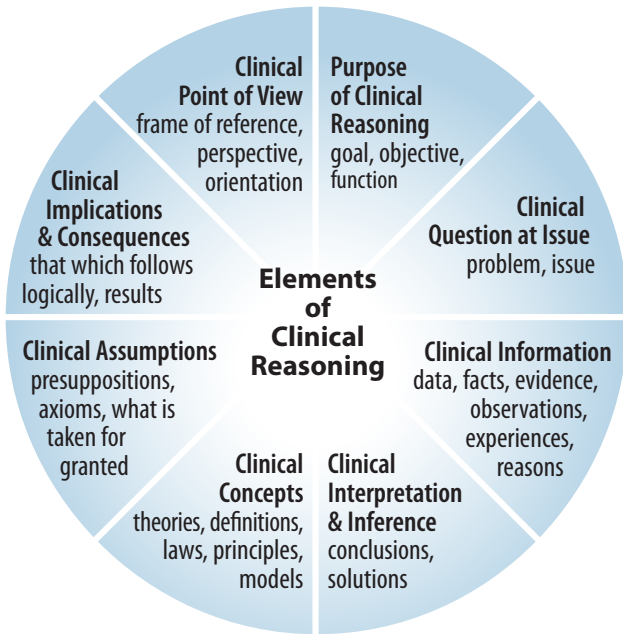 Clinical
Point of View
frame of reference,
perspective,
orientation
Purpose
of Clinical
Reasoning
goal, objective,
function
Clinical
Question at Issue
problem, issue
Clinical Information
data, facts, evidence,
observations,
experiences,
reasons
Clinical
Interpretation
& Inference
conclusions,
solutions
Clinical
Concepts
theories, definitions,
laws, principles,
models
Clinical Assumptions
presuppositions,
axioms, what is
taken for
granted
Clinical
Implications
& Consequences
that which follows
logically, results
Elements
of
Clinical
Reasoning